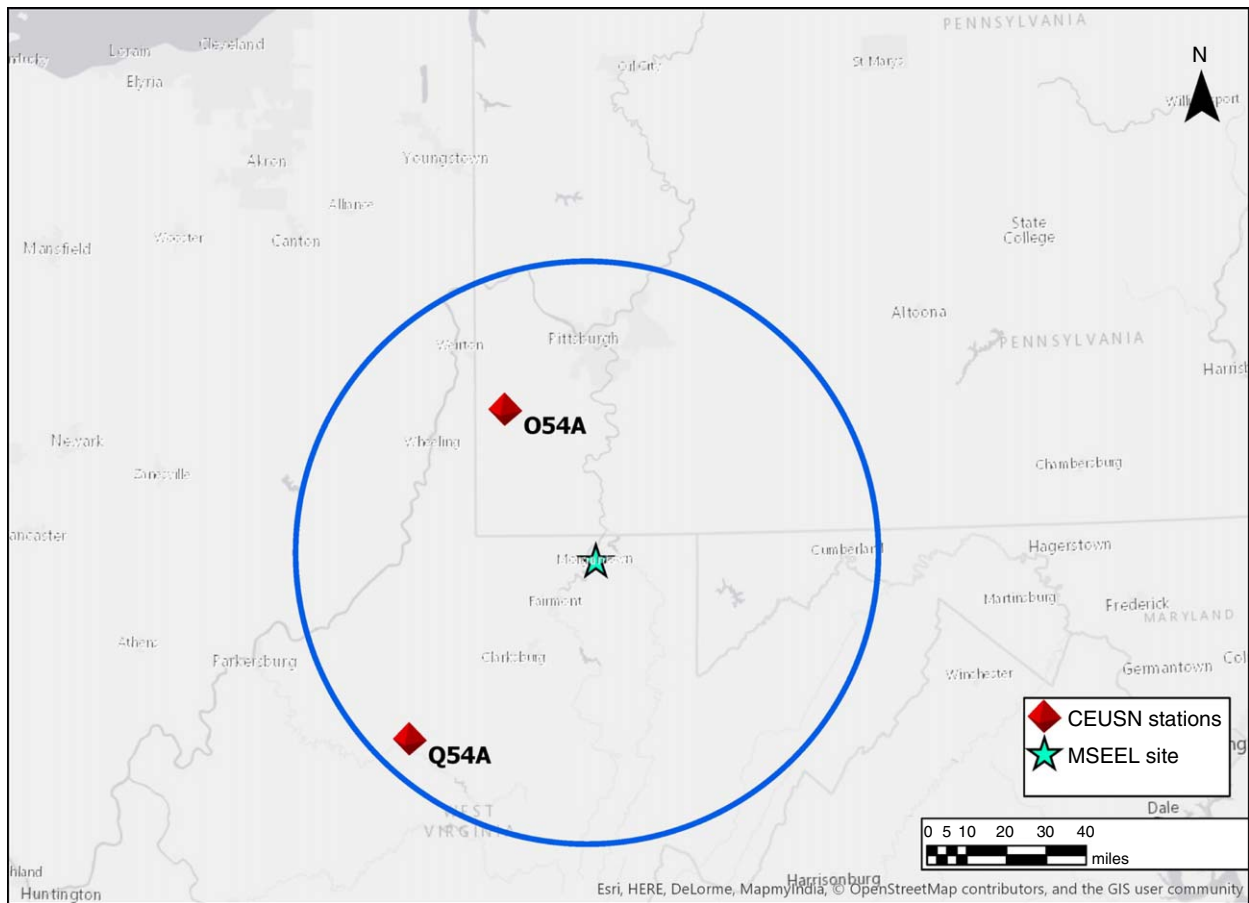 PENNSYLVANIA
Cleveland
Lorain
Elyria
Oil City
St Marys
N
Akron
Youngstown
Alliance
Mansfield
Wooster
Canton
State
College
Altoona
Weirton
Pittsburgh
PENNSYLVANIA
O54A
Newark
Wheeling
Zanesville
Chambersburg
Morgantown
Cumberland
Hagerstown
Fairmont
Martinsburg
Frederick
MARYLAND
Athens
Parkersburg
Clarksburg
Winchester
Germantown
Q54A
WEST
VIRGINIA
CEUSN stations
MSEEL site
Dale
0 5 10 20 30 40
miles
Harrisonburg
Huntington
Esri, HERE, DeLorme, MapmyIndia, © OpenStreetMap contributors, and the GIS user community